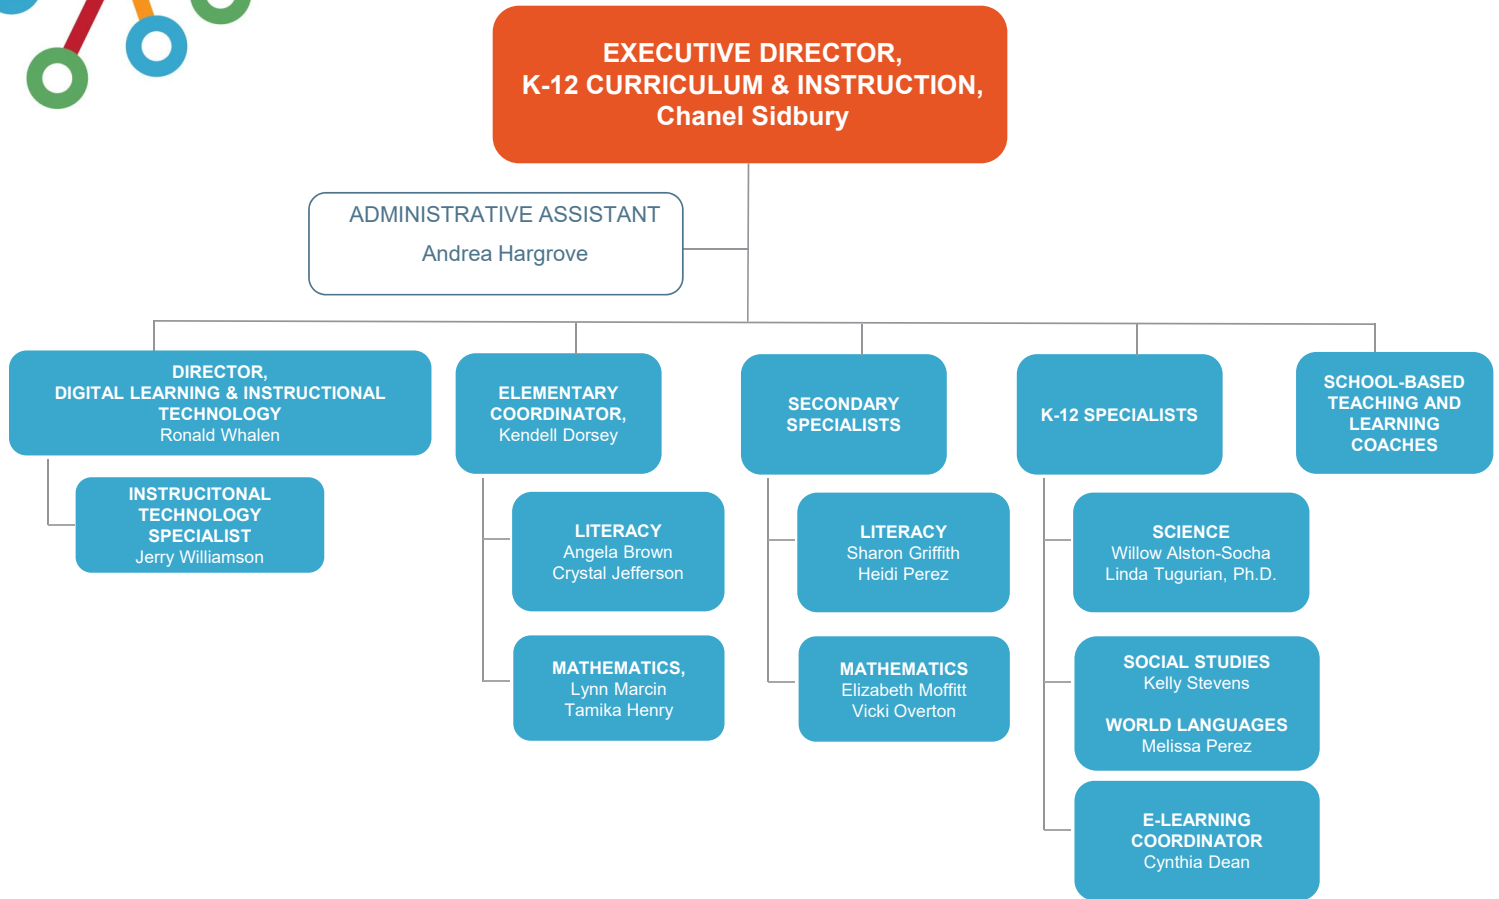 EXECUTIVE DIRECTOR,
K-12 CURRICULUM & INSTRUCTION,
Chanel Sidbury
ADMINISTRATIVE ASSISTANT
Andrea Hargrove
DIRECTOR,
DIGITAL LEARNING & INSTRUCTIONAL
TECHNOLOGY
Ronald Whalen
INSTRUCITONAL
TECHNOLOGY
SPECIALIST
Jerry Williamson
ELEMENTARY
COORDINATOR,
Kendell Dorsey
LITERACY
Angela Brown
Crystal Jefferson
MATHEMATICS,
Lynn Marcin
Tamika Henry
SECONDARY
SPECIALISTS
LITERACY
Sharon Griffith
Heidi Perez
MATHEMATICS
Elizabeth Moffitt
Vicki Overton
K-12 SPECIALISTS
SCIENCE
Willow Alston-Socha
Linda Tugurian, Ph.D.
SOCIAL STUDIES
Kelly Stevens
WORLD LANGUAGES
Melissa Perez
E-LEARNING
COORDINATOR
Cynthia Dean
SCHOOL-BASED
TEACHING AND
LEARNING
COACHES